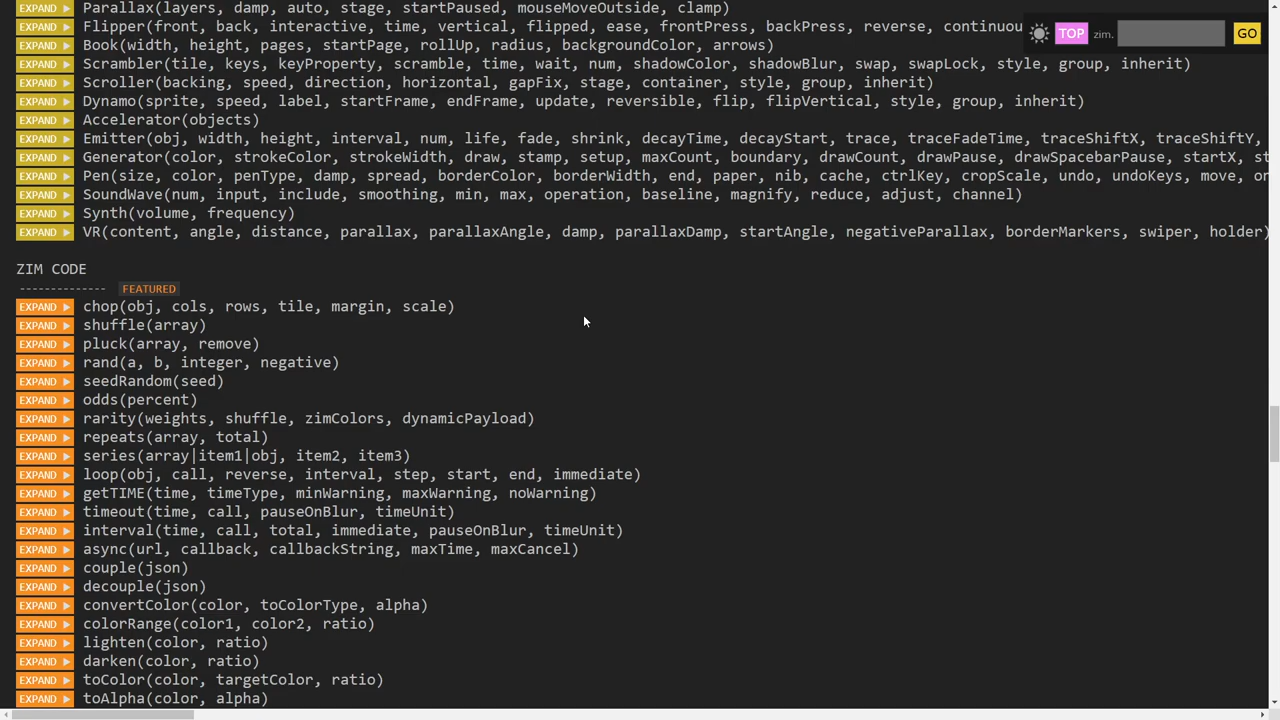 EXPAND ▶ Parallax(layers, damp, auto, stage, startPaused, mouseMoveOutside, clamp)
EXPAND ▶ Flipper(front, back, interactive, time, vertical, flipped, ease, frontPress, backPress, reverse, continuou
TOP zim. GO
EXPAND ▶ Book(width, height, pages, startPage, rollUp, radius, backgroundColor, arrows)
EXPAND ▶ Scrambler(tile, keys, keyProperty, scramble, time, wait, num, shadowColor, shadowBlur, swap, swapLock, style, group, inherit)
EXPAND ▶ Scroller(backing, speed, direction, horizontal, gapFix, stage, container, style, group, inherit)
EXPAND ▶ Dynamo(sprite, speed, label, startFrame, endFrame, update, reversible, flip, flipVertical, style, group, inherit)
EXPAND ▶ Accelerator(objects)
EXPAND ▶ Emitter(obj, width, height, interval, num, life, fade, shrink, decayTime, decayStart, trace, traceFadeTime, traceShiftX, traceShiftY,
EXPAND ▶ Generator(color, strokeColor, strokeWidth, draw, stamp, setup, maxCount, boundary, drawCount, drawPause, drawSpacebarPause, startX, st
EXPAND ▶ Pen(size, color, penType, damp, spread, borderColor, borderWidth, end, paper, nib, cache, ctrlKey, cropScale, undo, undoKeys, move, on
EXPAND ▶ SoundWave(num, input, include, smoothing, min, max, operation, baseline, magnify, reduce, adjust, channel)
EXPAND ▶ Synth(volume, frequency)
EXPAND ▶ VR(content, angle, distance, parallax, parallaxAngle, damp, parallaxDamp, startAngle, negativeParallax, borderMarkers, swiper, holder)
ZIM CODE
-------------- FEATURED
EXPAND ▶ chop(obj, cols, rows, tile, margin, scale)
EXPAND ▶ shuffle(array)
EXPAND ▶ pluck(array, remove)
EXPAND ▶ rand(a, b, integer, negative)
EXPAND ▶ seedRandom(seed)
EXPAND ▶ odds(percent)
EXPAND ▶ rarity(weights, shuffle, zimColors, dynamicPayload)
EXPAND ▶ repeats(array, total)
EXPAND ▶ series(array|item1|obj, item2, item3)
EXPAND ▶ loop(obj, call, reverse, interval, step, start, end, immediate)
EXPAND ▶ getTIME(time, timeType, minWarning, maxWarning, noWarning)
EXPAND ▶ timeout(time, call, pauseOnBlur, timeUnit)
EXPAND ▶ interval(time, call, total, immediate, pauseOnBlur, timeUnit)
EXPAND ▶ async(url, callback, callbackString, maxTime, maxCancel)
EXPAND ▶ couple(json)
EXPAND ▶ decouple(json)
EXPAND ▶ convertColor(color, toColorType, alpha)
EXPAND ▶ colorRange(color1, color2, ratio)
EXPAND ▶ lighten(color, ratio)
EXPAND ▶ darken(color, ratio)
EXPAND ▶ toColor(color, targetColor, ratio)
EXPAND ▶ toAlpha(color, alpha)